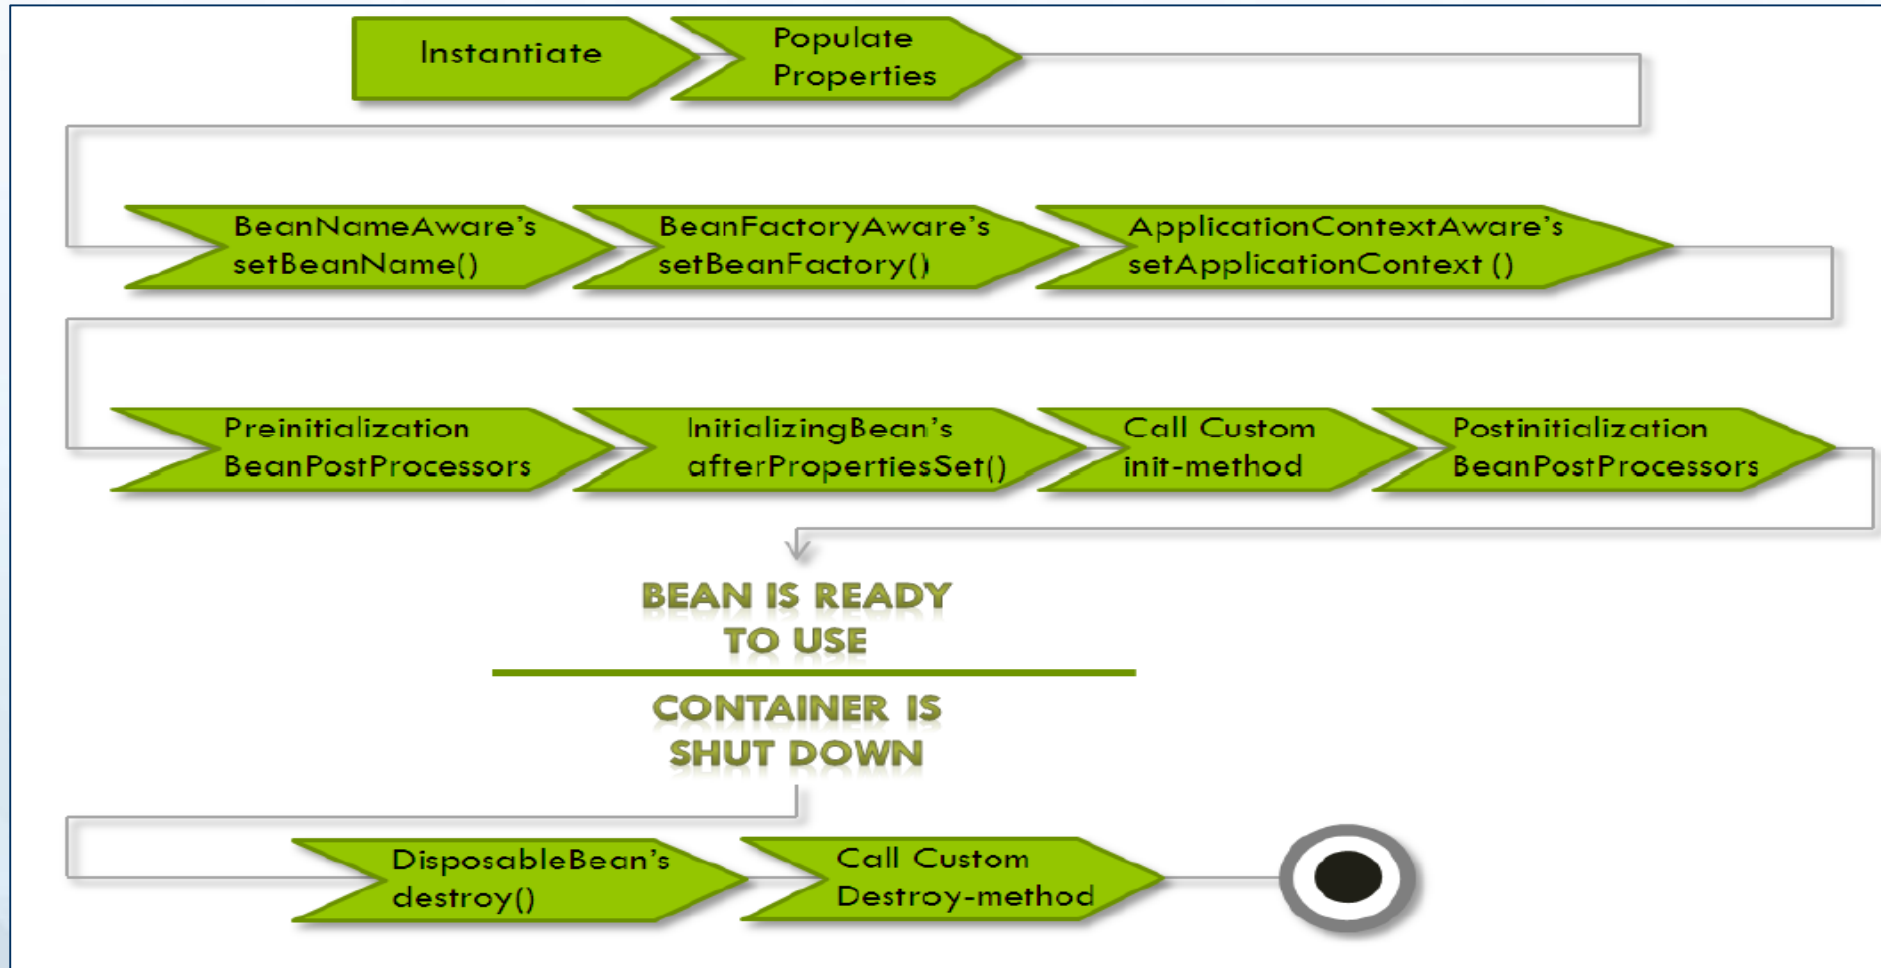 Instantiate
Populate
Properties
BeanNameAware's
setBeanName()
BeanFactoryAware's
setBeanFactory()
ApplicationContextAware's
setApplicationContext ()
Preinitialization
BeanPostProcessors
InitializingBean's
afterPropertiesSet()
Call Custom
init-method
Postinitialization
BeanPostProcessors
BEAN IS READY
TO USE
CONTAINER IS
SHUT DOWN
DisposableBean's
destroy()
Call Custom
Destroy-method